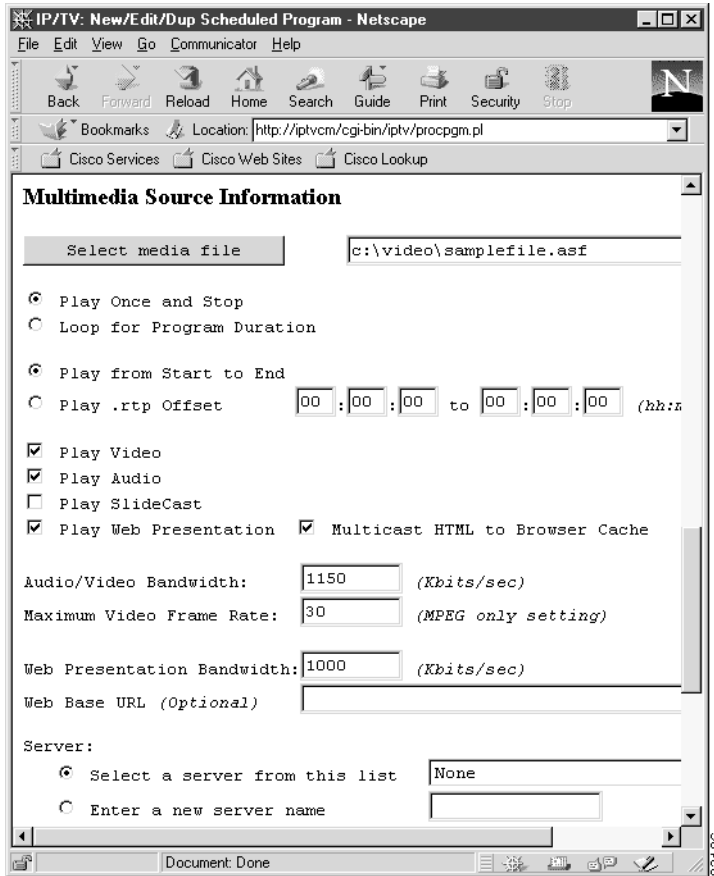 IP/TV: New/Edit/Dup Scheduled Program - Netscape
File Edit View Go Communicator Help
Back Forward Reload Home Search Guide Print Security Stop
N
Bookmarks Location: http://iptvcm/cgi-bin/iptv/procpgm.pl
Cisco Services Cisco Web Sites Cisco Lookup
Multimedia Source Information
Select media file c:\video\samplefile.asf
Play Once and Stop
Loop for Program Duration
Play from Start to End
Play .rtp Offset 00 : 00 : 00 to 00 : 00 : 00
Play Video
Play Audio
Play SlideCast
Play Web Presentation Multicast HTML to Browser Cache
Audio/Video Bandwidth: 1150 (Kbits/sec)
Maximum Video Frame Rate: 30 (MPEG only setting)
Web Presentation Bandwidth: 1000 (Kbits/sec)
Web Base URL (Optional)
Server:
Select a server from this list None
Enter a new server name
Document: Done